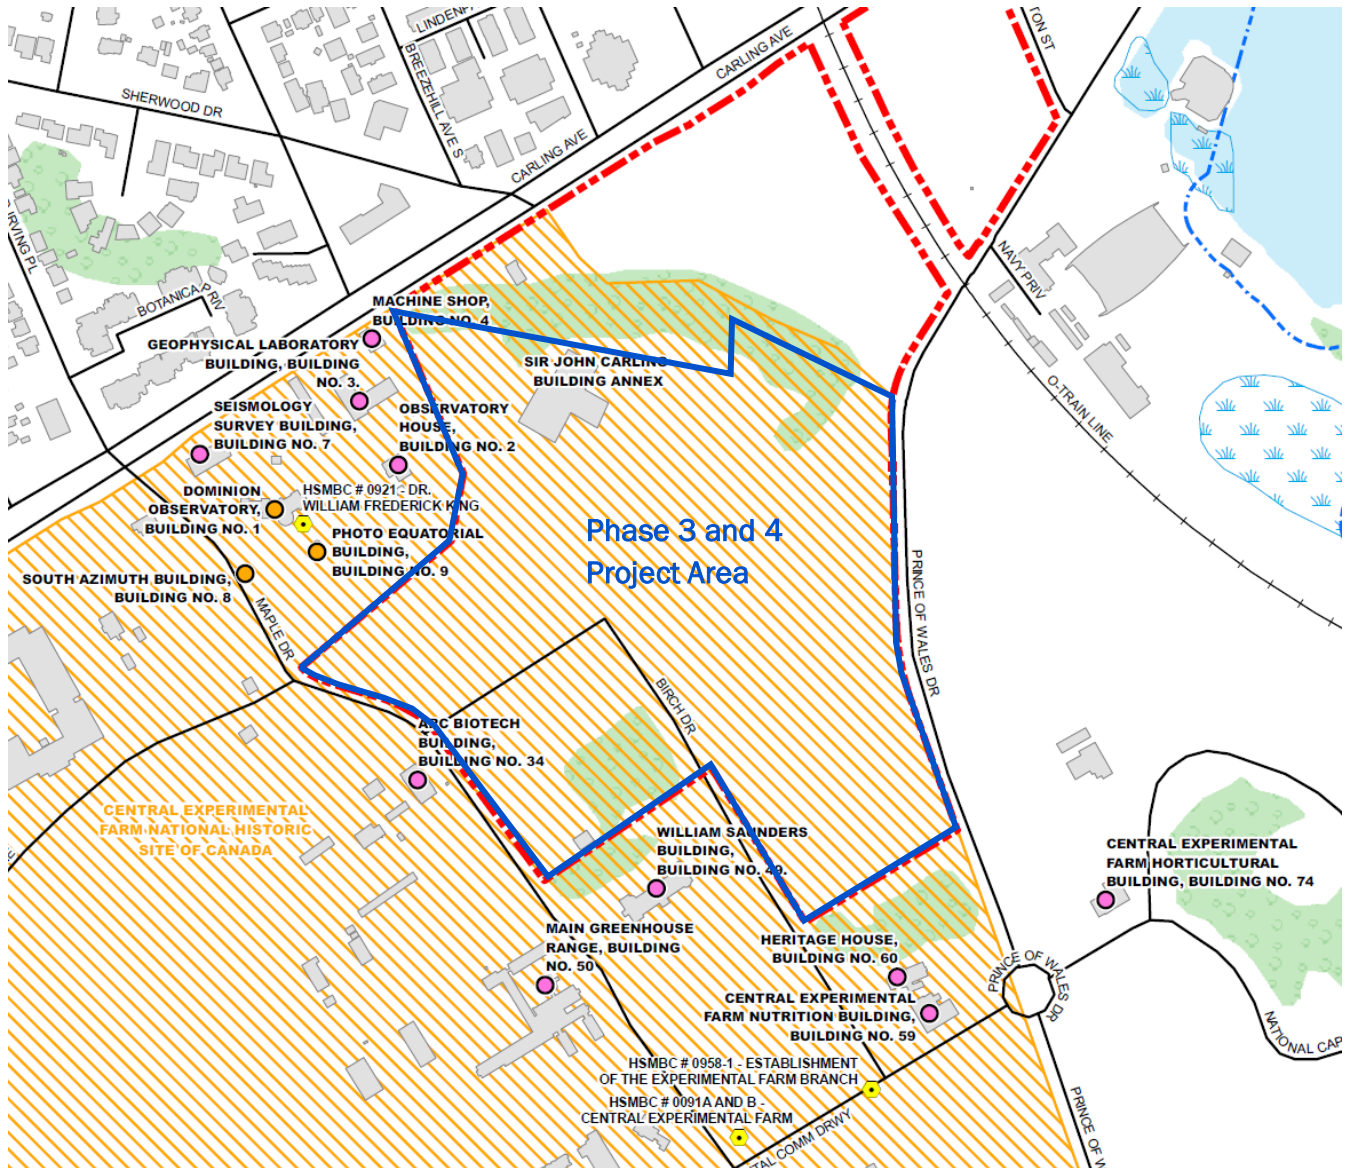 LINDENP
TON ST
CARLING AVE
BREEZEHILL AVE S
SHERWOOD DR
CARLING AVE
IRVING PL
NAVY PRIV
BOTANICA PRIV
MACHINE SHOP,
BUILDING NO. 4
GEOPHYSICAL LABORATORY
BUILDING, BUILDING
NO. 3.
SIR JOHN CARLING
BUILDING ANNEX
O-TRAIN LINE
SEISMOLOGY
SURVEY BUILDING,
BUILDING NO. 7
OBSERVATORY
HOUSE,
BUILDING NO. 2
DOMINION
OBSERVATORY,
BUILDING NO. 1
HSMBC # 0921 - DR.
WILLIAM FREDERICK KING
PHOTO EQUATORIAL
BUILDING,
BUILDING NO. 9
Phase 3 and 4
Project Area
SOUTH AZIMUTH BUILDING,
BUILDING NO. 8
MAPLE DR
PRINCE OF WALES DR
BIRCH DR
ABC BIOTECH
BUILDING,
BUILDING NO. 34
CENTRAL EXPERIMENTAL
FARM NATIONAL HISTORIC
SITE OF CANADA
WILLIAM SAUNDERS
BUILDING,
BUILDING NO. 49.
CENTRAL EXPERIMENTAL
FARM HORTICULTURAL
BUILDING, BUILDING NO. 74
MAIN GREENHOUSE
RANGE, BUILDING
NO. 50
HERITAGE HOUSE,
BUILDING NO. 60
PRINCE OF WALES DR
CENTRAL EXPERIMENTAL
FARM NUTRITION BUILDING,
BUILDING NO. 59
NATIONAL CAP
HSMBC # 0958-1 - ESTABLISHMENT
OF THE EXPERIMENTAL FARM BRANCH
HSMBC # 0091A AND B -
CENTRAL EXPERIMENTAL FARM
TAL COMM DRWY
PRINCE OF W